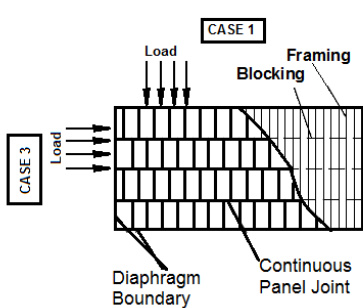 CASE 1
Load
Framing
Blocking
CASE 3
Load
Diaphragm
Boundary
Continuous
Panel Joint